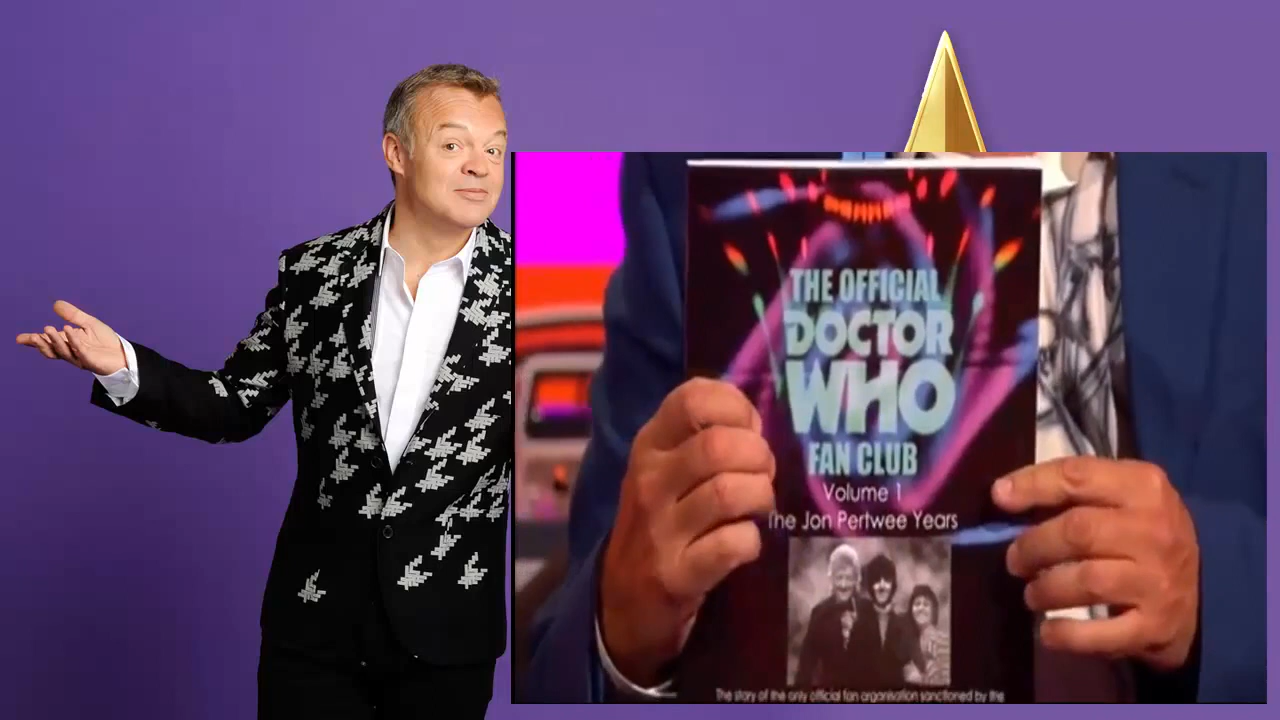 THE OFFICIAL
DOCTOR
WHO
FAN CLUB
Volume 1
The Jon Pertwee Years
The story of the only official fan organisation sanctioned by the